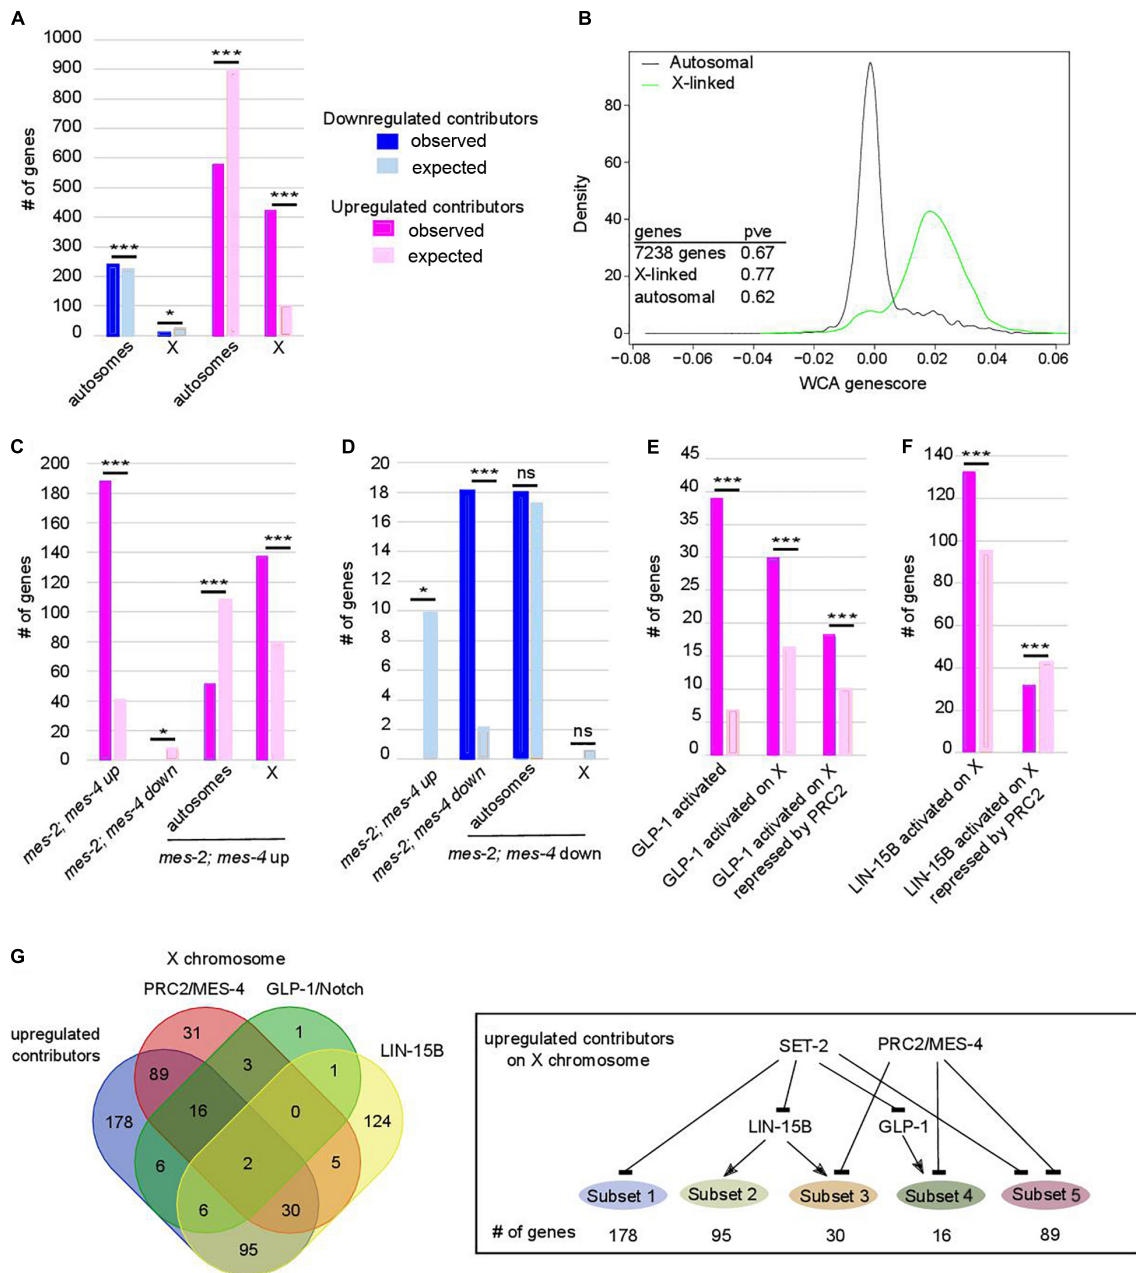 A
1000
900
800
700
600
500
400
300
200
100
0
# of genes
***
*
***
***
autosomes
X
autosomes
X
Downregulated contributors
observed
expected
Upregulated contributors
observed
expected
B
Autosomal
X-linked
80
60
40
20
0
Density
genes pve
7238 genes 0.67
X-linked 0.77
autosomal 0.62
−0.08 −0.06 −0.04 −0.02 0.00 0.02 0.04 0.06
WCA genescore
C
200
180
160
140
120
100
80
60
40
20
0
# of genes
***
*
***
***
mes-2; mes-4 up
mes-2; mes-4 down
autosomes
X
mes-2; mes-4 up
D
20
18
16
14
12
10
8
6
4
2
0
# of genes
*
***
ns
ns
mes-2; mes-4 up
mes-2; mes-4 down
autosomes
X
mes-2; mes-4 down
E
45
40
35
30
25
20
15
10
5
0
# of genes
***
***
***
GLP-1 activated
GLP-1 activated on X
GLP-1 activated on X
repressed by PRC2
F
140
120
100
80
60
40
20
0
# of genes
***
***
LIN-15B activated on X
LIN-15B activated on X
repressed by PRC2
G
X chromosome
PRC2/MES-4
GLP-1/Notch
upregulated
contributors
LIN-15B
31
1
89
3
1
178
16
0
124
6
2
5
6
30
95
upregulated contributors
on X chromosome
SET-2
PRC2/MES-4
LIN-15B
GLP-1
Subset 1
Subset 2
Subset 3
Subset 4
Subset 5
# of genes
178
95
30
16
89